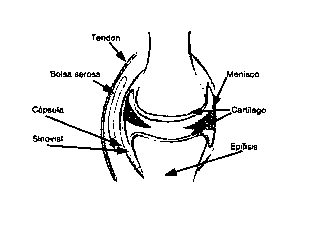 Tendon
Bolsa serosa
Menisco
Cápsula
Cartílago
Sinovial
Epífisis